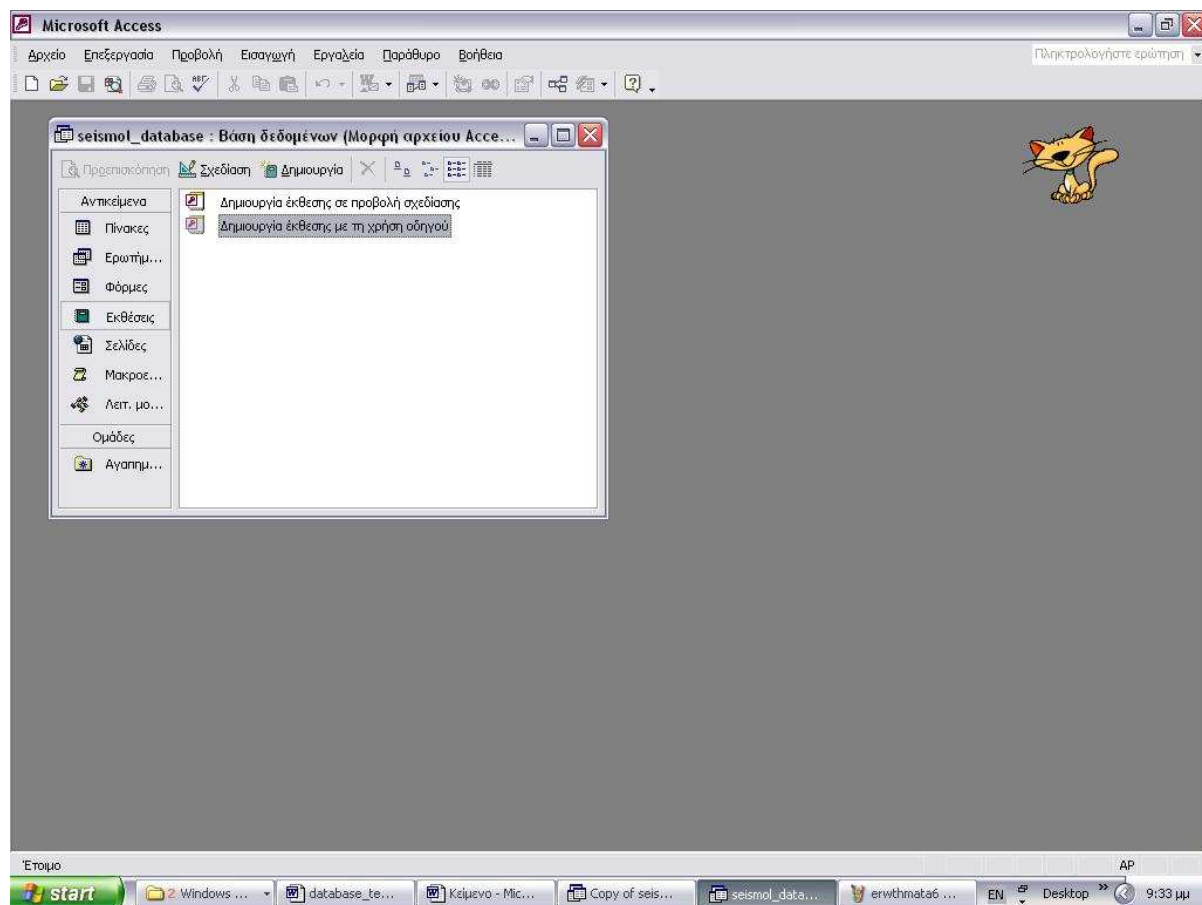 Microsoft Access
Αρχείο Επεξεργασία Προβολή Εισαγωγή Εργαλεία Παράθυρο Βοήθεια Πληκτρολογήστε ερώτηση
seismol_database : Βάση δεδομένων (Μορφή αρχείου Acce...
Προεπισκόπηση Σχεδίαση Δημιουργία
Αντικείμενα
Πίνακες
Ερωτήμ...
Φόρμες
Εκθέσεις
Σελίδες
Μακροε...
Λειτ. μο...
Ομάδες
Αγαπημ...
Δημιουργία έκθεσης σε προβολή σχεδίασης
Δημιουργία έκθεσης με τη χρήση οδηγού
Έτοιμο AP
start 2 Windows ... database_te... Κείμενο - Mic... Copy of seis... seismol_data... erwthmata6 ... EN Desktop » 9:33 μμ